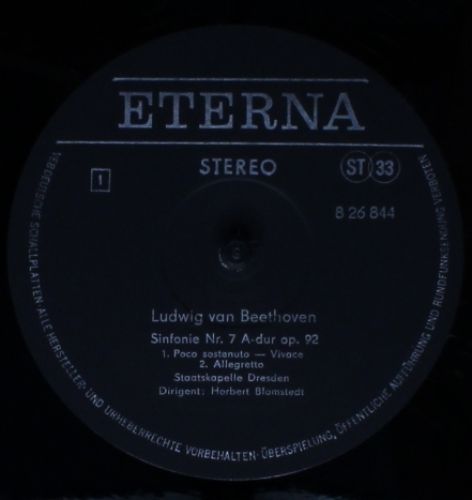 ETERNA
STEREO
ST 33
1
8 26 844
Ludwig van Beethoven
Sinfonie Nr. 7 A-dur op. 92
1. Poco sostenuto — Vivace
2. Allegretto
Staatskapelle Dresden
Dirigent: Herbert Blomstedt
VEB DEUTSCHE SCHALLPLATTEN · ALLE HERSTELLER- UND URHEBERRECHTE VORBEHALTEN · ÜBERSPIELUNG, ÖFFENTLICHE AUFFÜHRUNG UND RUNDFUNKSENDUNG VERBOTEN